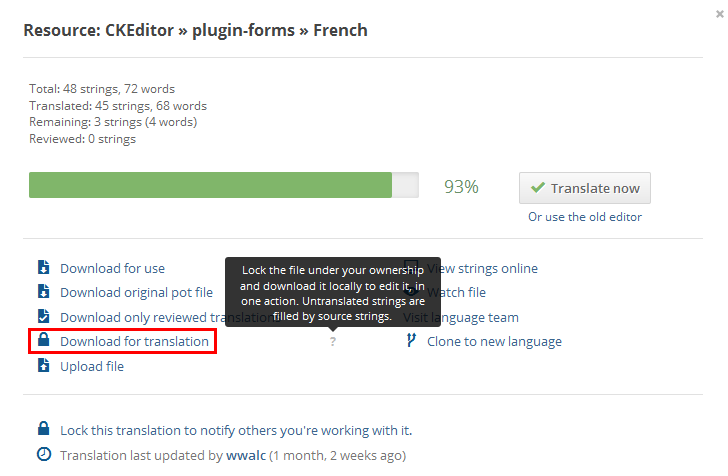 ×
Resource: CKEditor » plugin-forms » French
Total: 48 strings, 72 words
Translated: 45 strings, 68 words
Remaining: 3 strings (4 words)
Reviewed: 0 strings
93%
Translate now
Or use the old editor
Download for use
Download original pot file
Download only reviewed translation
Download for translation
Upload file
Lock the file under your ownership
and download it locally to edit it, in
one action. Untranslated strings are
filled by source strings.
?
View strings online
Watch file
Visit language team
Clone to new language
Lock this translation to notify others you're working with it.
Translation last updated by wwalc (1 month, 2 weeks ago)